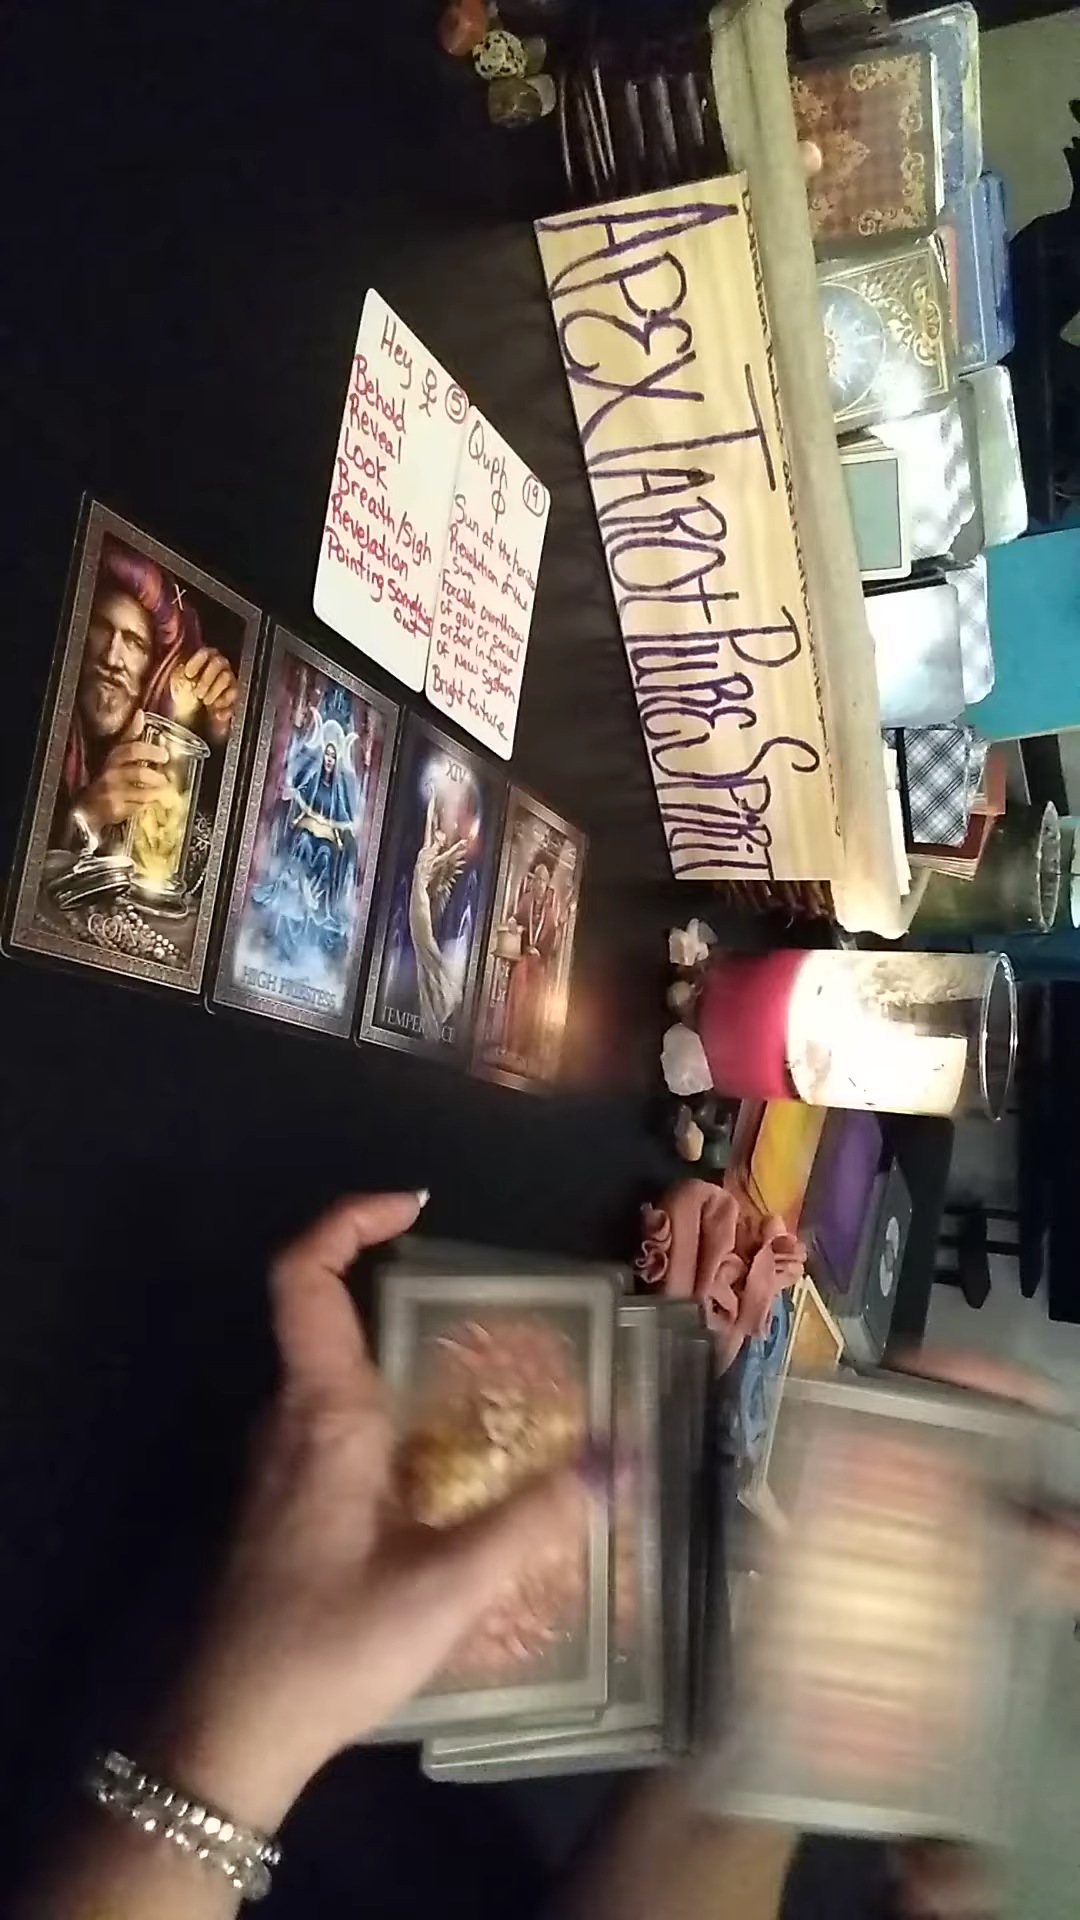 APEX TAROT PURE SPIRIT
Hey
5
Behold
Reveal
Look
Breath/Sigh
Revelation
Pointing Something
Out
Quph
19
Sun at the horizon
Revolution of the
Sun
Forcible overthrow
of gov or social
order in favor
of new system
Bright future
X
COINS
II
HIGH PRIESTESS
XIV
TEMPERANCE